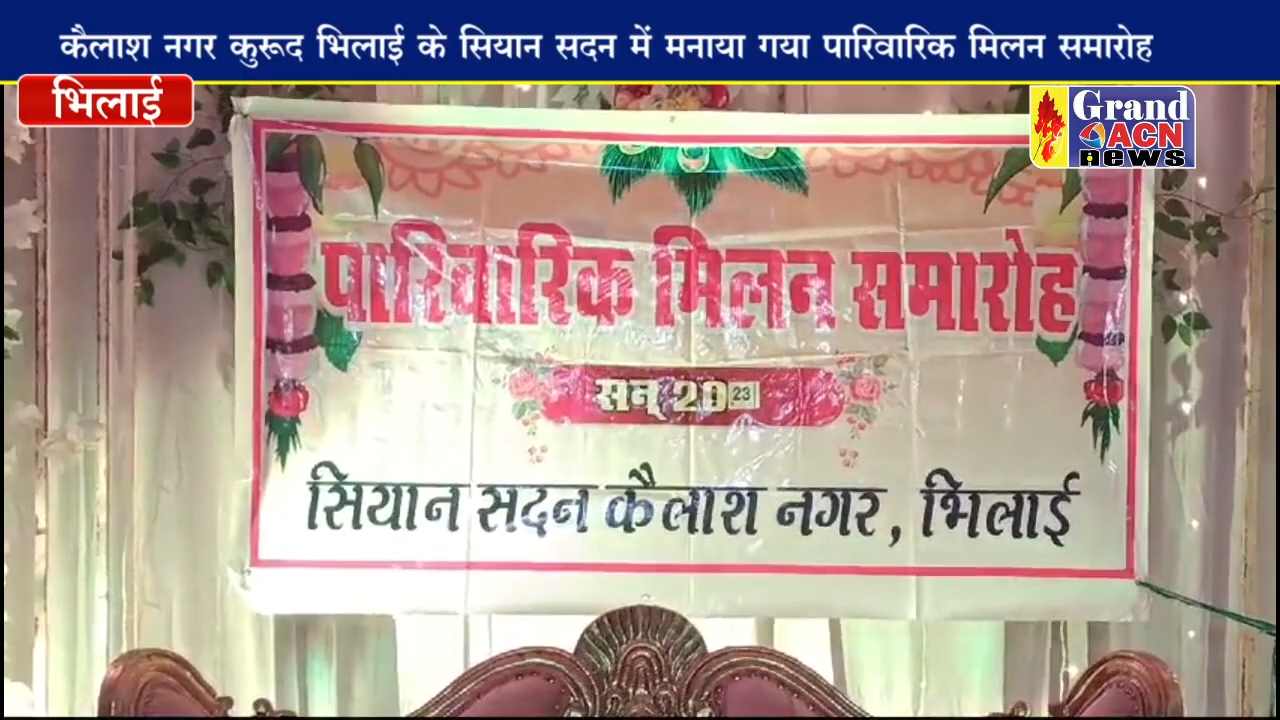 कैलाश नगर कुरूद भिलाई के सियान सदन में मनाया गया पारिवारिक मिलन समारोह
भिलाई
Grand
ACN
news
पारिवारिक मिलन समारोह
सन् 2023
सियान सदन कैलाश नगर, भिलाई